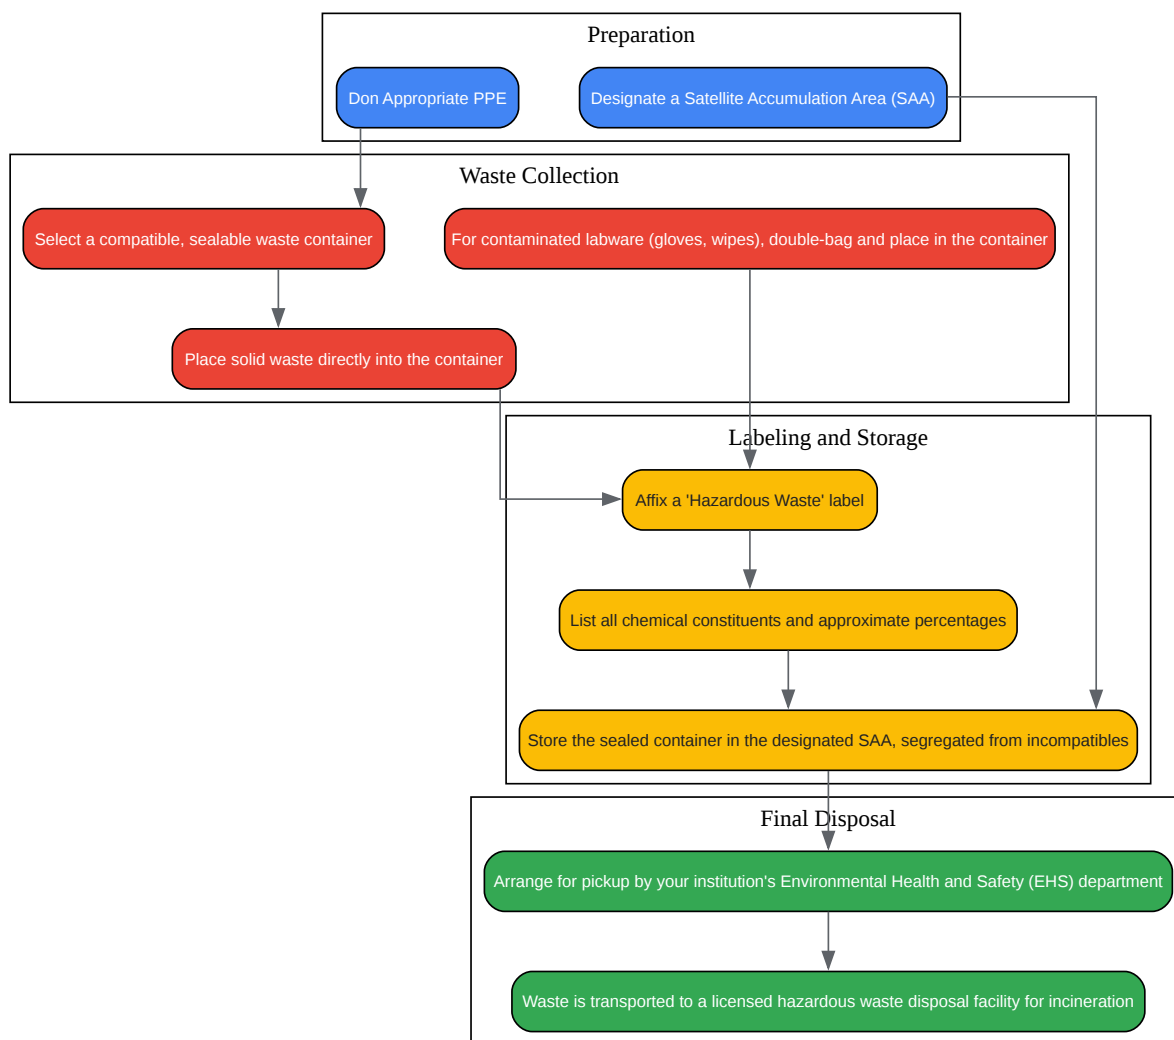 Preparation
Don Appropriate PPE
Designate a Satellite Accumulation Area (SAA)
Waste Collection
Select a compatible, sealable waste container
For contaminated labware (gloves, wipes), double-bag and place in the container
Place solid waste directly into the container
Labeling and Storage
Affix a 'Hazardous Waste' label
List all chemical constituents and approximate percentages
Store the sealed container in the designated SAA, segregated from incompatibles
Final Disposal
Arrange for pickup by your institution's Environmental Health and Safety (EHS) department
Waste is transported to a licensed hazardous waste disposal facility for incineration